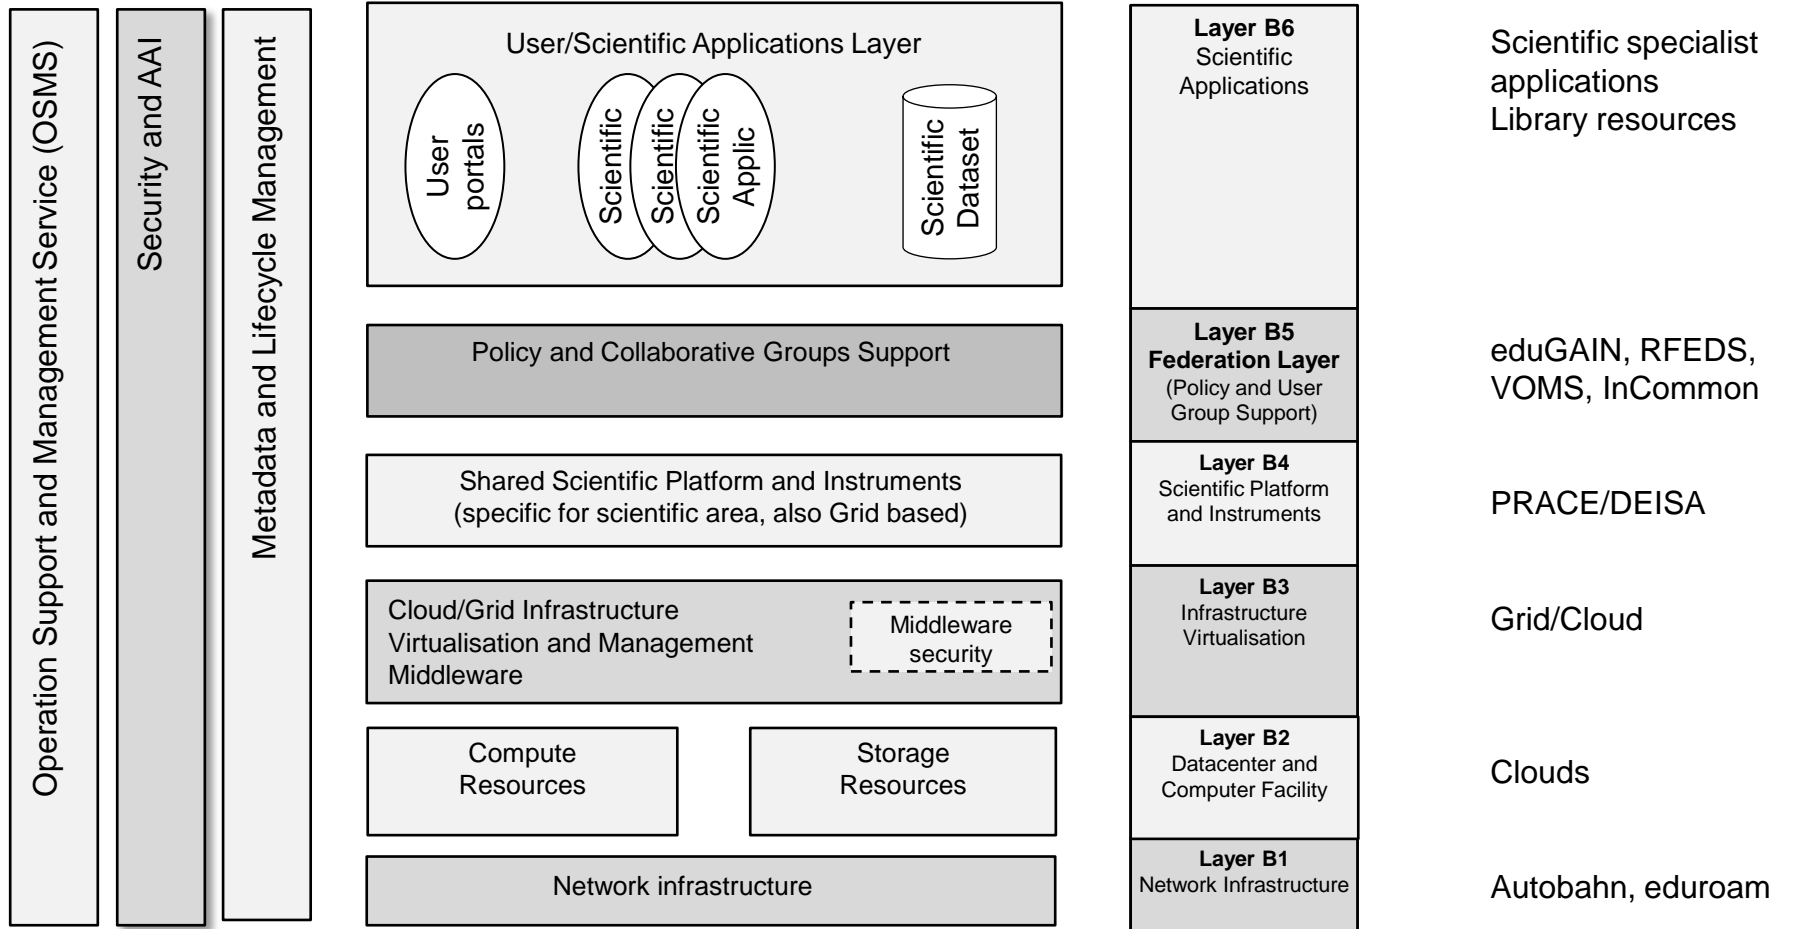 Operation Support and Management Service (OSMS)
Security and AAI
Metadata and Lifecycle Management
User/Scientific Applications Layer
User
portals
Scientific
Scientific
Scientific
Applic
Scientific
Dataset
Policy and Collaborative Groups Support
Shared Scientific Platform and Instruments
(specific for scientific area, also Grid based)
Cloud/Grid Infrastructure
Virtualisation and Management
Middleware
Middleware
security
Compute
Resources
Storage
Resources
Network infrastructure
Layer B6
Scientific
Applications
Layer B5
Federation Layer
(Policy and User
Group Support)
Layer B4
Scientific Platform
and Instruments
Layer B3
Infrastructure
Virtualisation
Layer B2
Datacenter and
Computer Facility
Layer B1
Network Infrastructure
Scientific specialist
applications
Library resources
eduGAIN, RFEDS,
VOMS, InCommon
PRACE/DEISA
Grid/Cloud
Clouds
Autobahn, eduroam